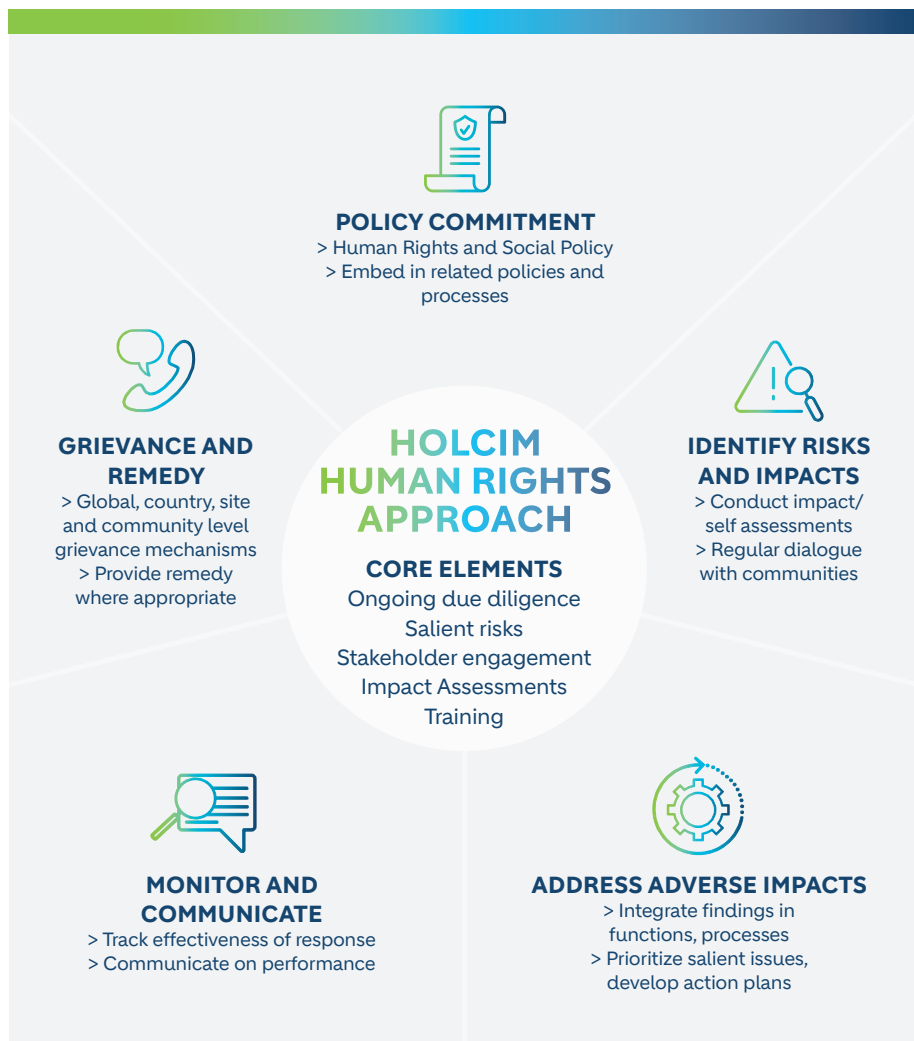 POLICY COMMITMENT
> Human Rights and Social Policy
> Embed in related policies and
processes
GRIEVANCE AND
REMEDY
> Global, country, site
and community level
grievance mechanisms
> Provide remedy
where appropriate
HOLCIM
HUMAN RIGHTS
APPROACH
CORE ELEMENTS
Ongoing due diligence
Salient risks
Stakeholder engagement
Impact Assessments
Training
IDENTIFY RISKS
AND IMPACTS
> Conduct impact/
self assessments
> Regular dialogue
with communities
MONITOR AND
COMMUNICATE
> Track effectiveness of response
> Communicate on performance
ADDRESS ADVERSE IMPACTS
> Integrate findings in
functions, processes
> Prioritize salient issues,
develop action plans